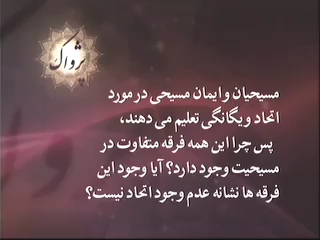 پژواک
مسیحیان و ایمان مسیحی در مورد
اتحاد و یگانگی تعلیم می دهند،
پس چرا این همه فرقه متفاوت در
مسیحیت وجود دارد؟ آیا وجود این
فرقه ها نشانه عدم وجود اتحاد نیست؟